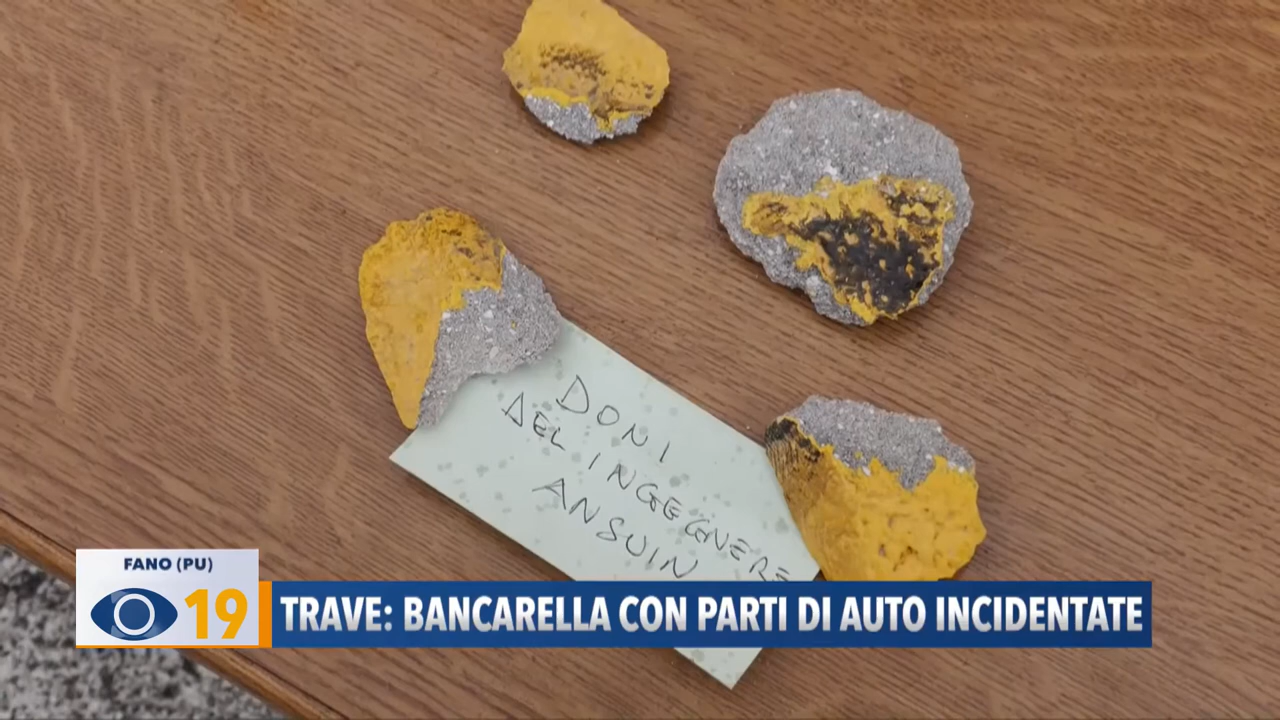 DONI
DEL INGEGNERE
ANSUIN
FANO (PU)
19
TRAVE: BANCARELLA CON PARTI DI AUTO INCIDENTATE